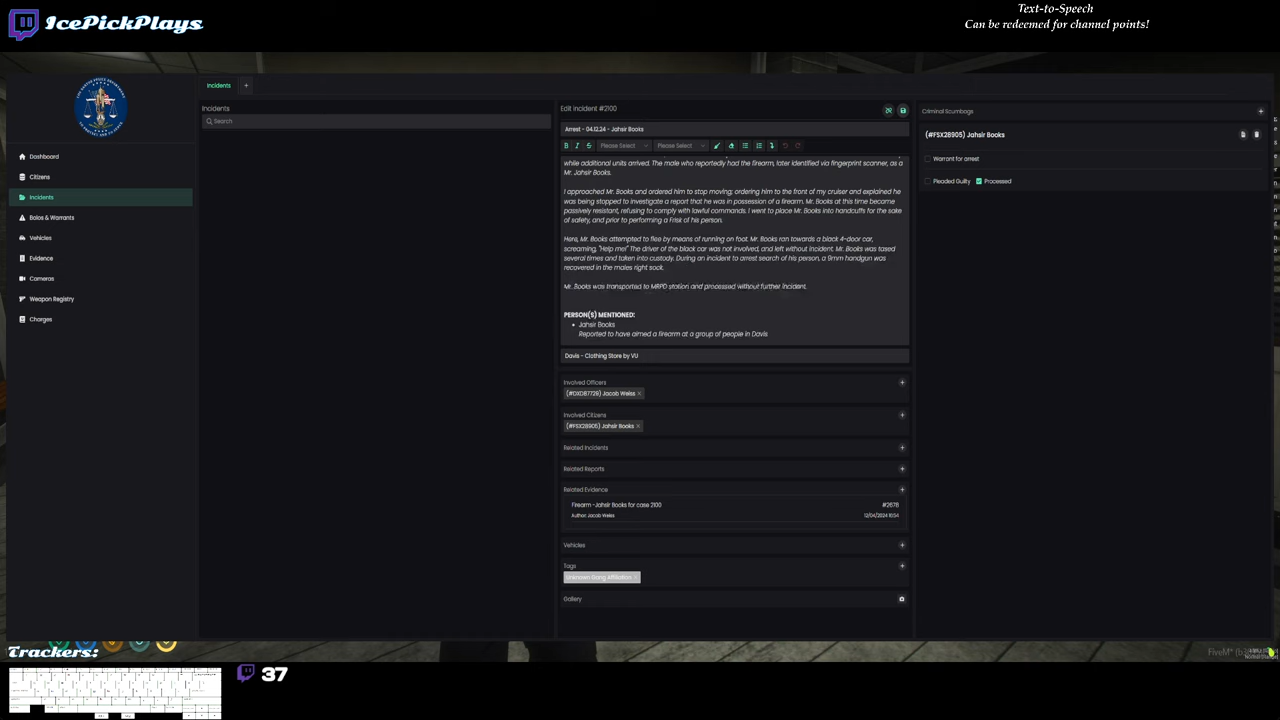 IcePickPlays
Text-to-Speech
Can be redeemed for channel points!
Incidents +
Dashboard
Citizens
Incidents
Bolos & Warrants
Vehicles
Evidence
Cameras
Weapon Registry
Charges
Incidents
Search
Edit incident #2100
Arrest - 04.12.24 - Jahsir Books
B I S Please Select Please Select
while additional units arrived. The male who reportedly had the firearm, later identified via fingerprint scanner, as a
Mr. Jahsir Books.
I approached Mr. Books and ordered him to stop moving; ordering him to the front of my cruiser and explained he
was being stopped to investigate a report that he was in possession of a firearm. Mr. Books at this time became
passively resistant, refusing to comply with lawful commands. I went to place Mr. Books into handcuffs for the sake
of safety, and prior to performing a Frisk of his person.
Here, Mr. Books attempted to flee by means of running on foot. Mr. Books ran towards a black 4-door car,
screaming, "Help me!" The driver of the black car was not involved, and left without incident. Mr. Books was tased
several times and taken into custody. During an incident to arrest search of his person, a 9mm handgun was
recovered in the males right sock.
Mr. Books was transported to MRPD station and processed without further incident.
PERSON(S) MENTIONED:
• Jahsir Books
Reported to have aimed a firearm at a group of people in Davis
Davis - Clothing Store by VU
Involved Officers +
(#DXD87729) Jacob Weiss ×
Involved Citizens +
(#FSX28905) Jahsir Books ×
Related Incidents +
Related Reports +
Related Evidence +
Firearm -Jahsir Books for case 2100 #2678
Author: Jacob Weiss 12/04/2024 16:04
Vehicles +
Tags +
Unknown Gang Affiliation ×
Gallery
Criminal Scumbags +
(#FSX28905) Jahsir Books
Warrant for arrest
Pleaded Guilty Processed
Trackers:
37
FiveM*